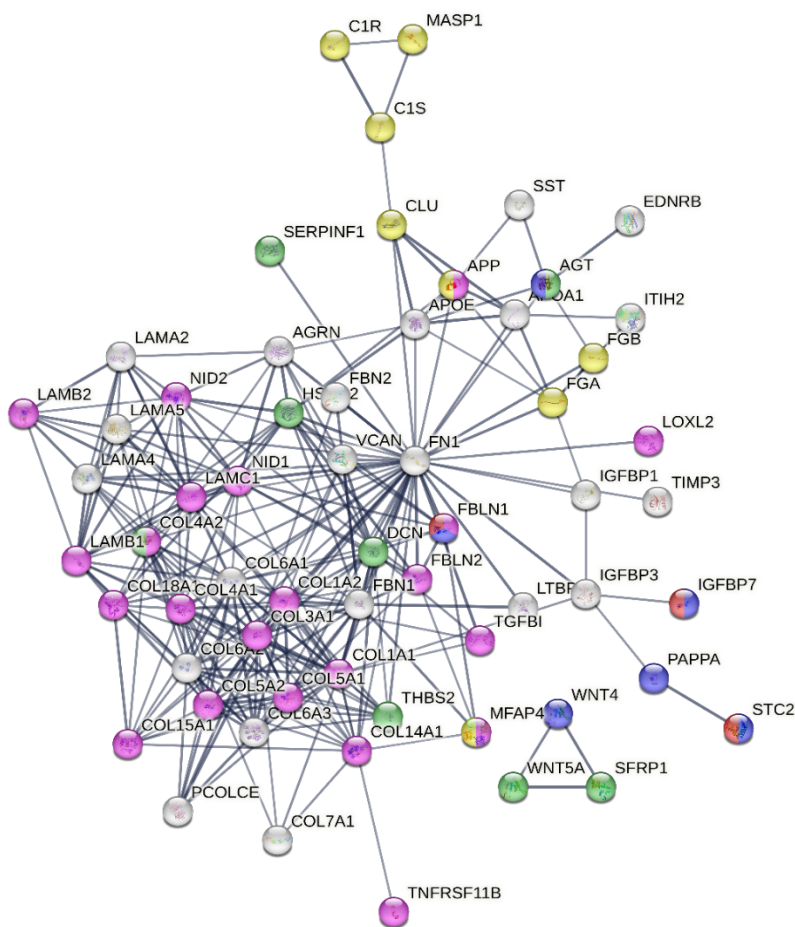 C1R
MASP1
C1S
SST
EDNRB
CLU
SERPINF1
APP
AGT
APOE
APOA1
ITIH2
LAMA2
AGRN
FGB
FBN2
LAMB2
NID2
FGA
LAMA5
VCAN
FN1
LOXL2
LAMA4
LAMC1
NID1
IGFBP1
TIMP3
COL4A2
DCN
FBLN1
LAMB1
COL6A1
FBLN2
COL18A1
COL4A1
COL1A2
FBN1
IGFBP3
IGFBP7
COL3A1
TGFBI
COL6A2
COL1A1
PAPPA
COL5A2
COL5A1
THBS2
WNT4
STC2
COL15A1
COL6A3
COL14A1
MFAP4
WNT5A
SFRP1
PCOLCE
COL7A1
TNFRSF11B